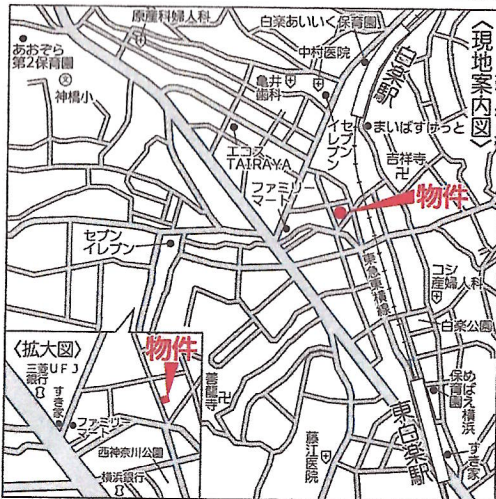 〈現地案内図〉
原産科婦人科
白楽あいいく保育園
あおぞら
第2保育園
神橋小
中村医院
白楽駅
亀井
歯科
セブン
イレブン
まいばすけっと
エコス
TAIRAYA
吉祥寺
ファミリー
マート
物件
セブン
イレブン
東急東横線
コシ
産婦人科
白楽公園
〈拡大図〉
物件
三菱UFJ
銀行
すき家
ファミリー
マート
西神奈川公園
横浜銀行
善龍寺
藤江医院
東白楽駅
めばえ横浜
保育園
すき家